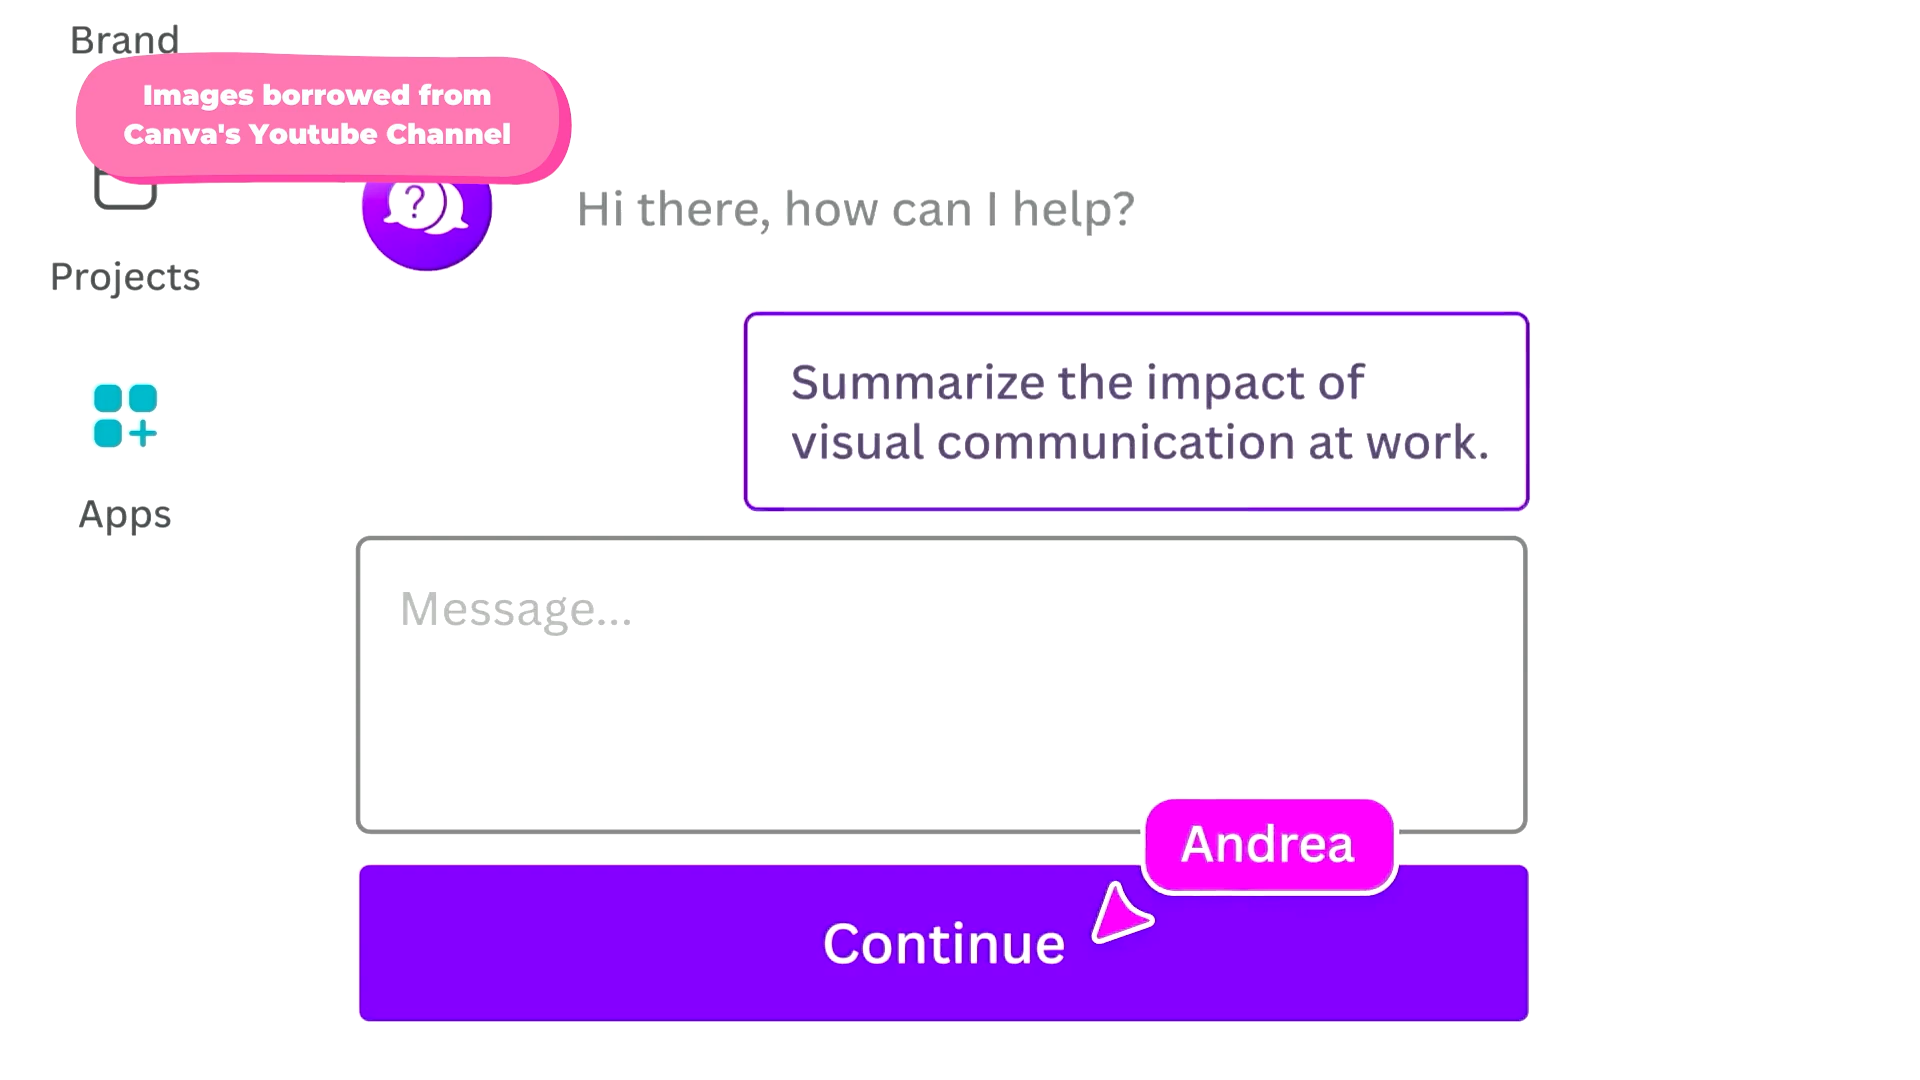 Brand
Images borrowed from
Canva's Youtube Channel
?
Hi there, how can I help?
Projects
Summarize the impact of
visual communication at work.
Apps
Message...
Andrea
Continue